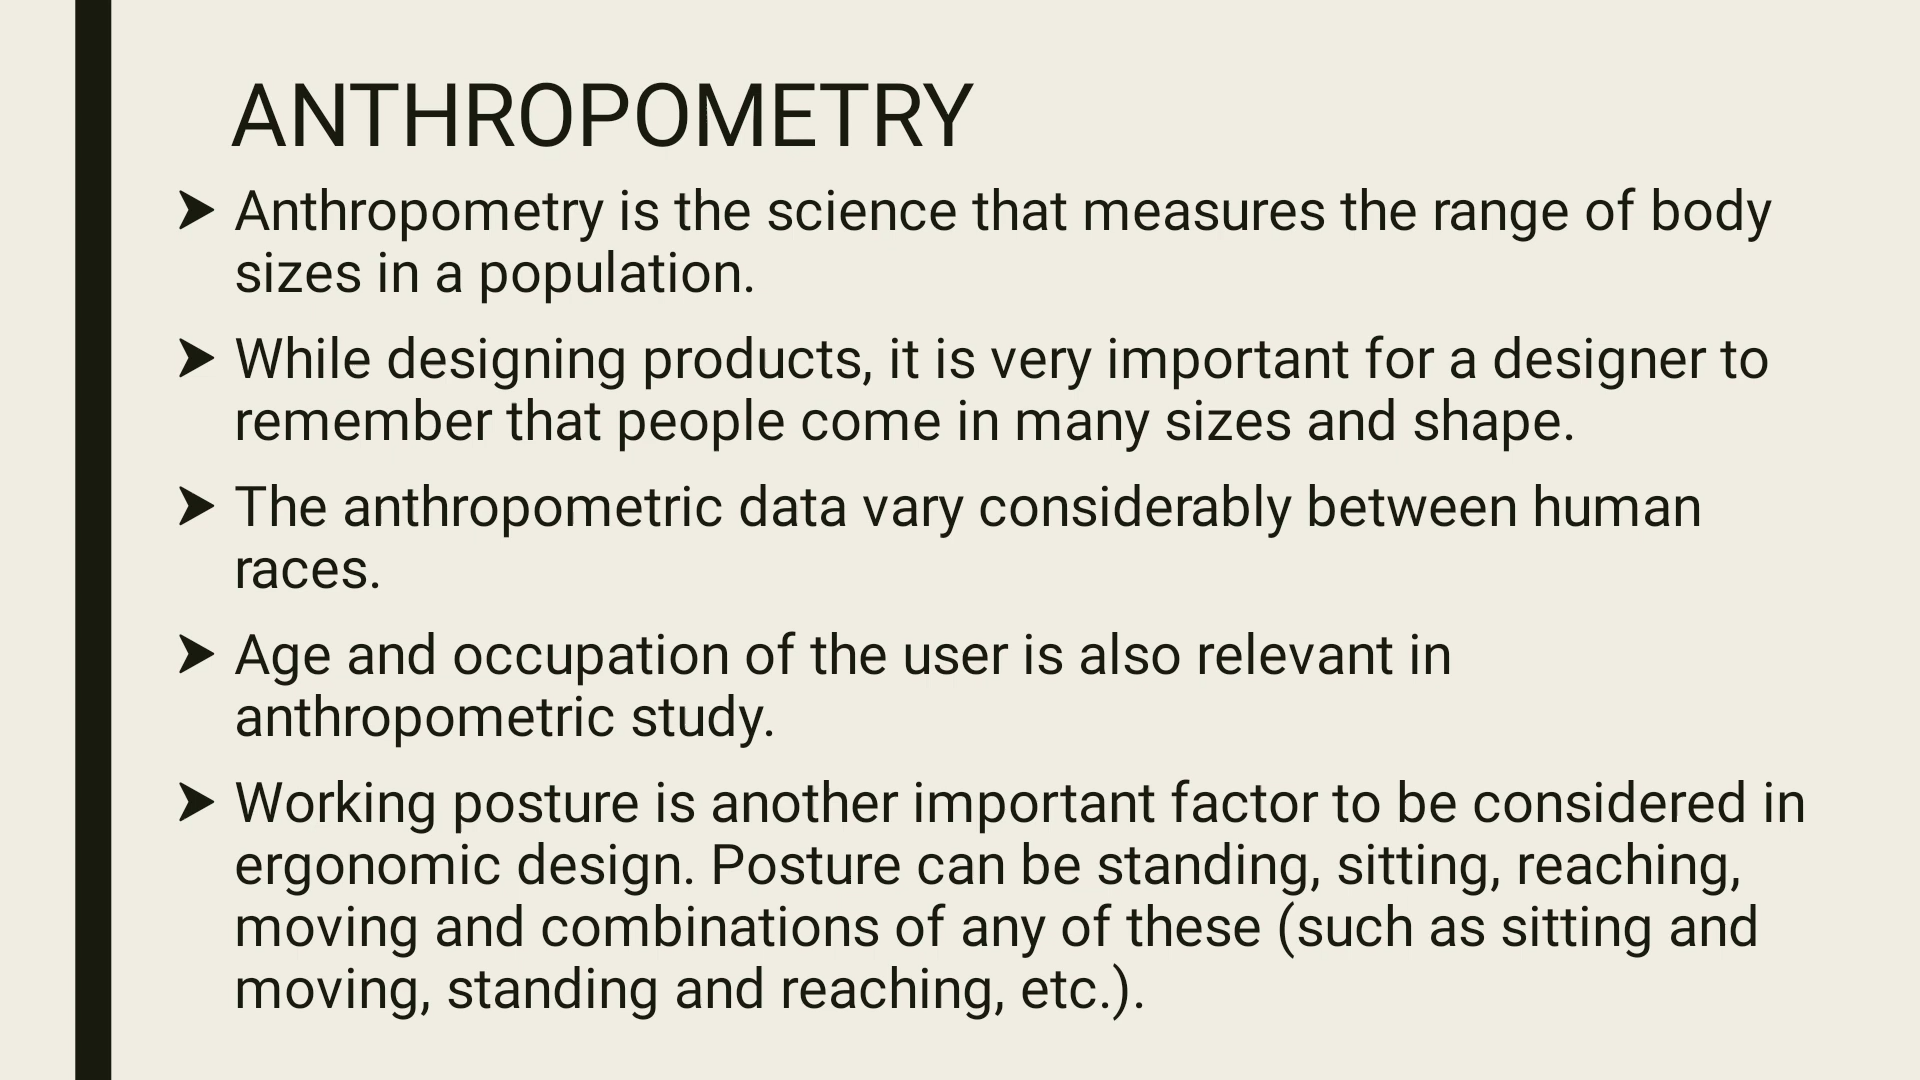 ANTHROPOMETRY
➤ Anthropometry is the science that measures the range of body
sizes in a population.
➤ While designing products, it is very important for a designer to
remember that people come in many sizes and shape.
➤ The anthropometric data vary considerably between human
races.
➤ Age and occupation of the user is also relevant in
anthropometric study.
➤ Working posture is another important factor to be considered in
ergonomic design. Posture can be standing, sitting, reaching,
moving and combinations of any of these (such as sitting and
moving, standing and reaching, etc.).